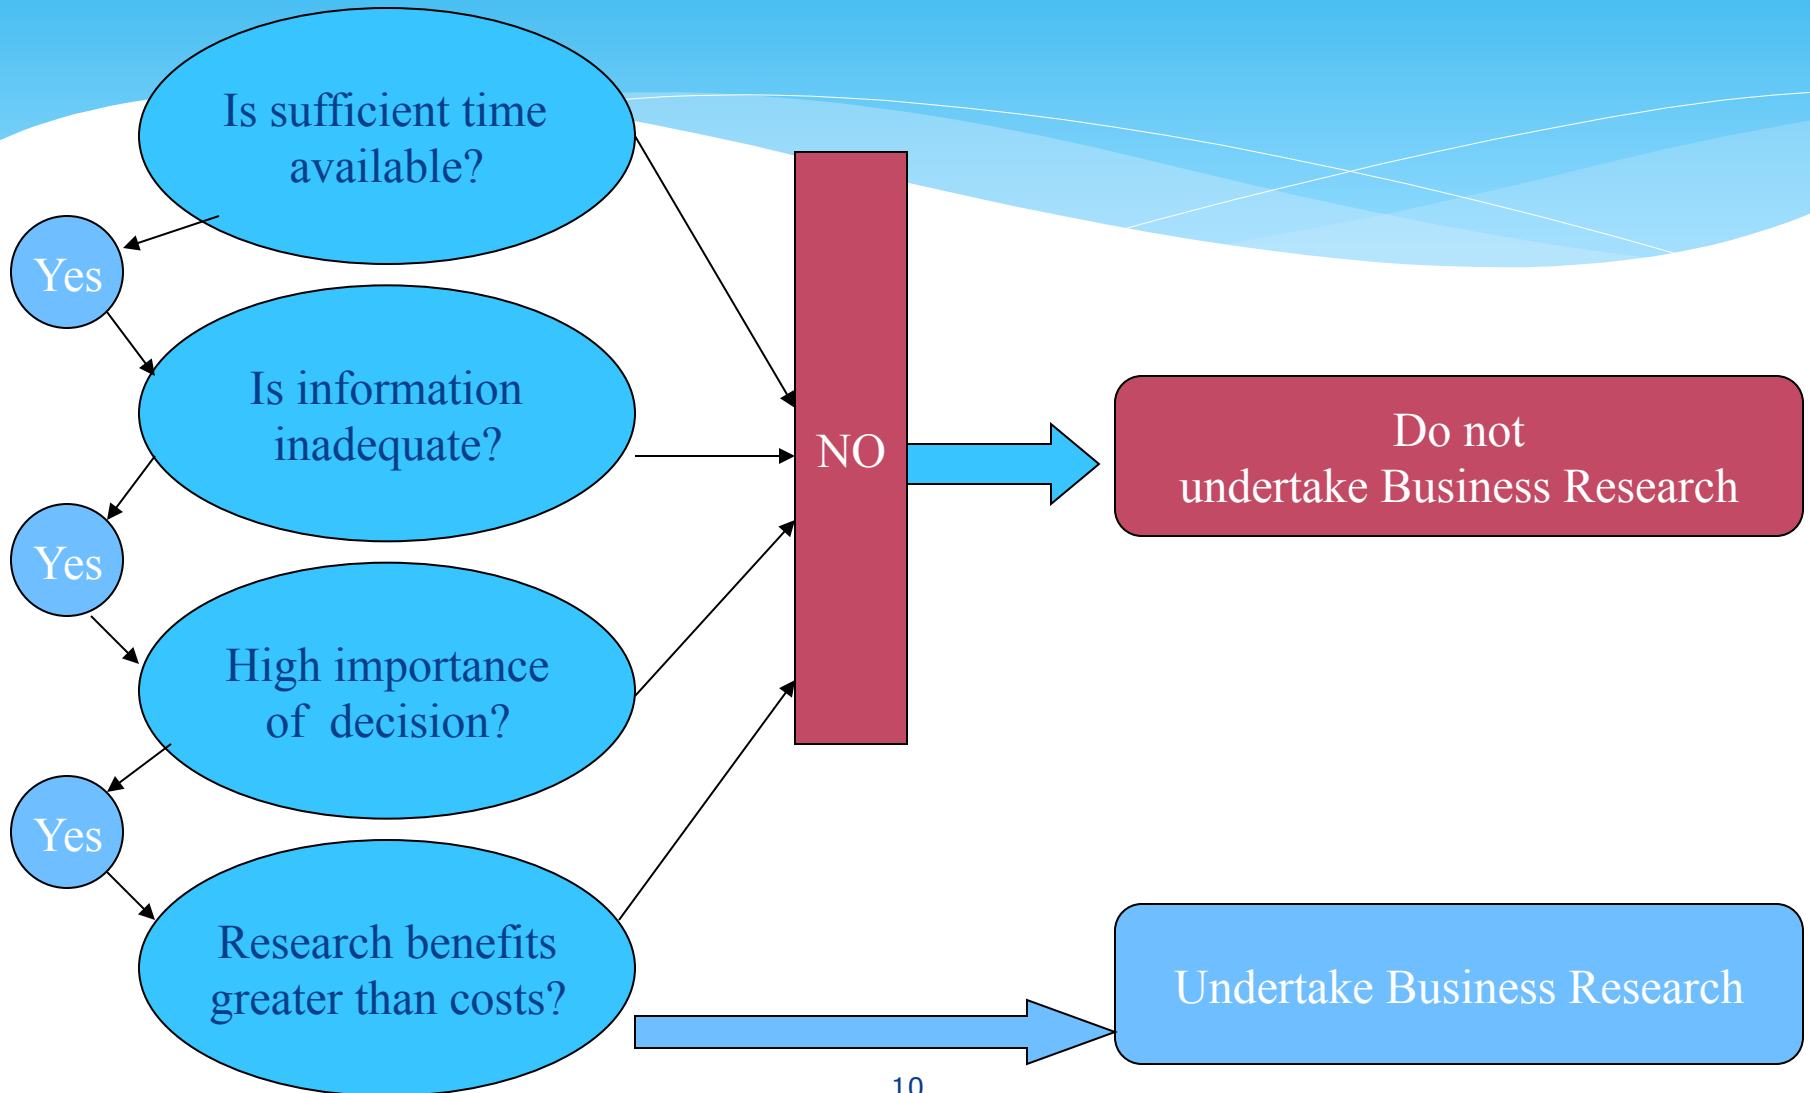 Is sufficient time
available?
Yes
Is information
inadequate?
Yes
High importance
of decision?
Yes
Research benefits
greater than costs?
NO
Do not
undertake Business Research
Undertake Business Research
10